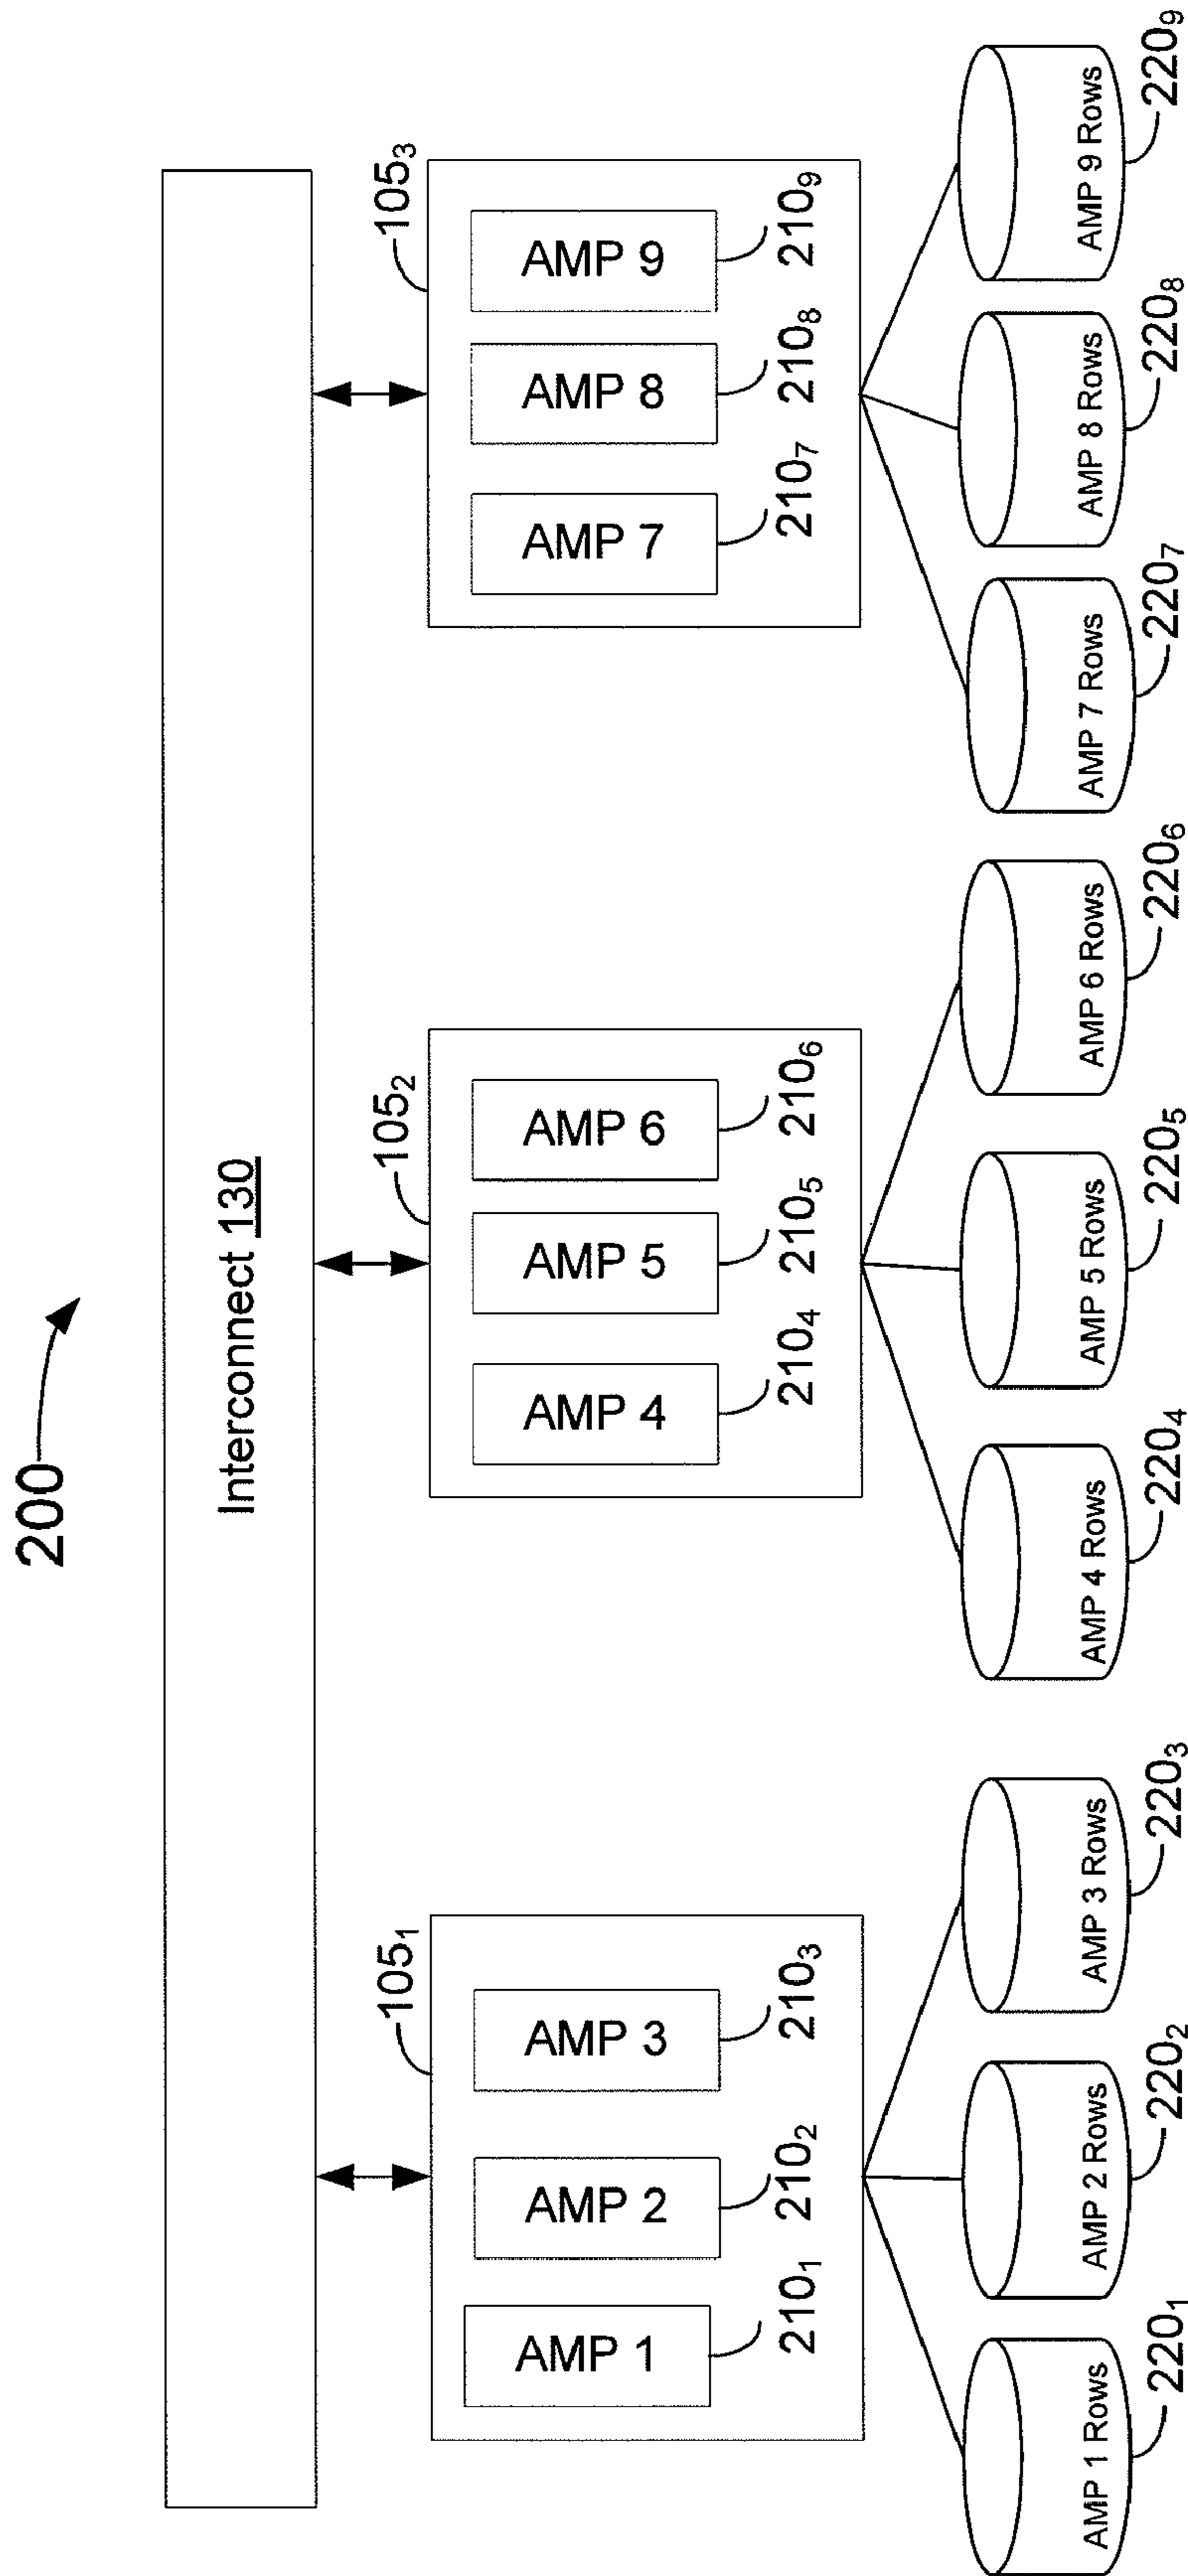 200
Interconnect 130
105₁
105₂
105₃
AMP 1
AMP 2
AMP 3
210₁
210₂
210₃
AMP 4
AMP 5
AMP 6
210₄
210₅
210₆
AMP 7
AMP 8
AMP 9
210₇
210₈
210₉
AMP 1 Rows
AMP 2 Rows
AMP 3 Rows
AMP 4 Rows
AMP 5 Rows
AMP 6 Rows
AMP 7 Rows
AMP 8 Rows
AMP 9 Rows
220₁
220₂
220₃
220₄
220₅
220₆
220₇
220₈
220₉